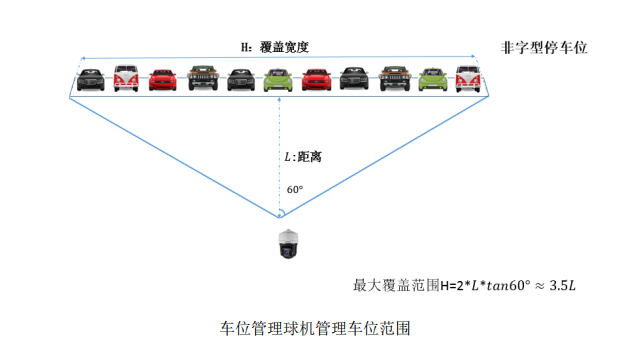 H：覆盖宽度
非字型停车位
L:距离
60°
最大覆盖范围H=2*L*tan60° ≈ 3.5L
车位管理球机管理车位范围